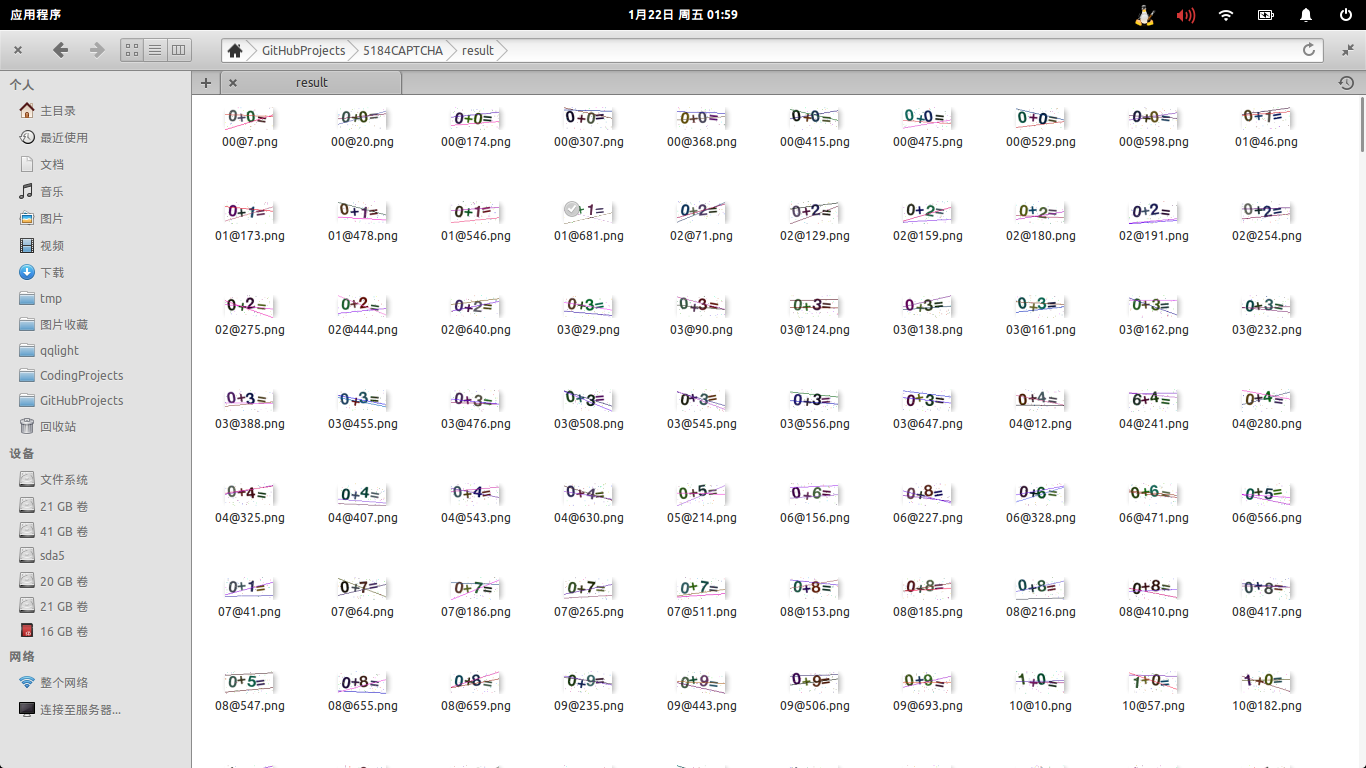 应用程序
1月22日 周五 01:59
GitHubProjects
5184CAPTCHA
result
result
个人
主目录
最近使用
文档
音乐
图片
视频
下载
tmp
图片收藏
qqlight
CodingProjects
GitHubProjects
回收站
设备
文件系统
21 GB 卷
41 GB 卷
sda5
20 GB 卷
21 GB 卷
16 GB 卷
网络
整个网络
连接至服务器...
0+0= 0+0= 0+0= 0+0= 0+0= 0+0= 0+0= 0+0= 0+0= 0+1=
00@7.png 00@20.png 00@174.png 00@307.png 00@368.png 00@415.png 00@475.png 00@529.png 00@598.png 01@46.png
0+1= 0+1= 0+1= +1= 0+2= 0+2= 0+2= 0+2= 0+2= 0+2=
01@173.png 01@478.png 01@546.png 01@681.png 02@71.png 02@129.png 02@159.png 02@180.png 02@191.png 02@254.png
0+2= 0+2= 0+2= 0+3= 0+3= 0+3= 0+3= 0+3= 0+3= 0+3=
02@275.png 02@444.png 02@640.png 03@29.png 03@90.png 03@124.png 03@138.png 03@161.png 03@162.png 03@232.png
0+3= 0+3= 0+3= 0+3= 0+3= 0+3= 0+3= 0+4= 6+4= 0+4=
03@388.png 03@455.png 03@476.png 03@508.png 03@545.png 03@556.png 03@647.png 04@12.png 04@241.png 04@280.png
0+4= 0+4= 0+4= 0+4= 0+5= 0+6= 0+8= 0+6= 0+6= 0+5=
04@325.png 04@407.png 04@543.png 04@630.png 05@214.png 06@156.png 06@227.png 06@328.png 06@471.png 06@566.png
0+1= 0+7= 0+7= 0+7= 0+7= 0+8= 0+8= 0+8= 0+8= 0+8=
07@41.png 07@64.png 07@186.png 07@265.png 07@511.png 08@153.png 08@185.png 08@216.png 08@410.png 08@417.png
0+5= 0+8= 0+8= 0+9= 0+9= 0+9= 0+9= 1+0= 1+0= 1+0=
08@547.png 08@655.png 08@659.png 09@235.png 09@443.png 09@506.png 09@693.png 10@10.png 10@57.png 10@182.png